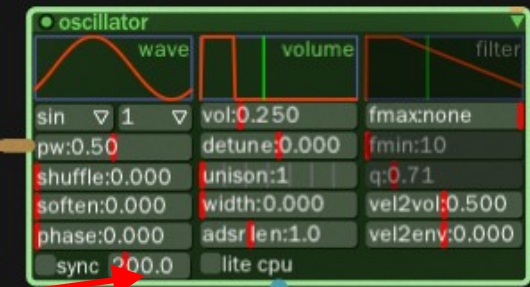 oscillator
wave volume filter
sin 1 vol:0.250 fmax:none
pw:0.50 detune:0.000 fmin:10
shuffle:0.000 unison:1 q:0.71
soften:0.000 width:0.000 vel2vol:0.500
phase:0.000 adsr len:1.0 vel2env:0.000
sync 200.0 lite cpu